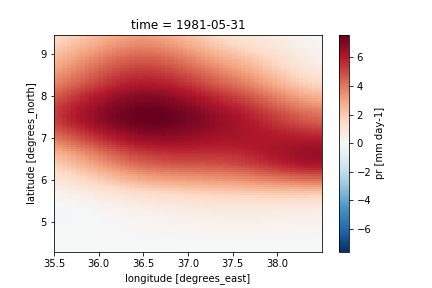 time = 1981-05-31
9
8
7
6
5
latitude [degrees_north]
35.5 36.0 36.5 37.0 37.5 38.0
longitude [degrees_east]
6
4
2
0
−2
−4
−6
pr [mm day-1]